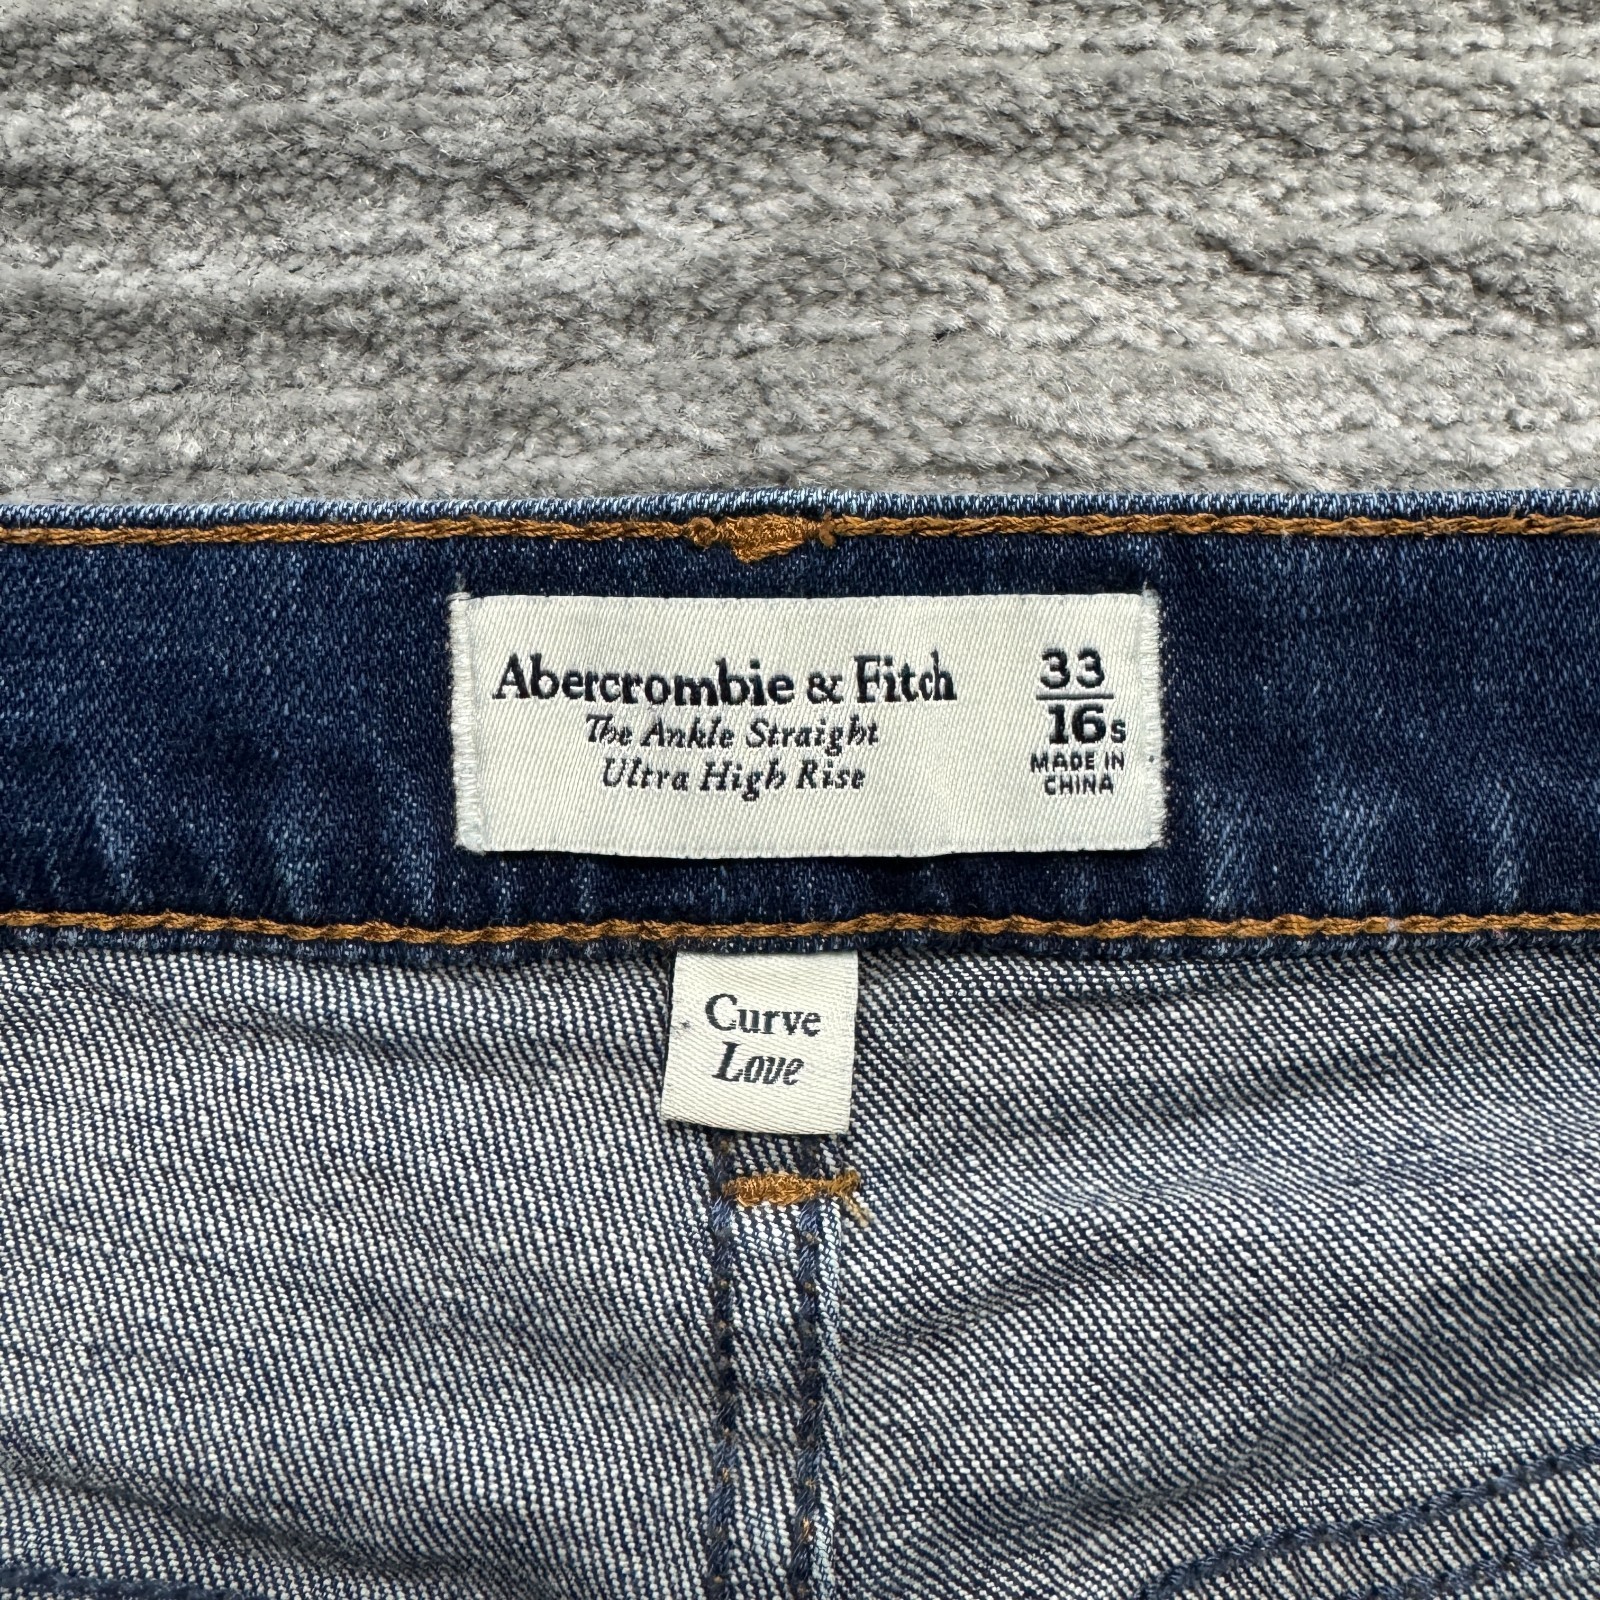 Abercrombie & Fitch
The Ankle Straight
Ultra High Rise
33
16s
MADE IN
CHINA
Curve
Love